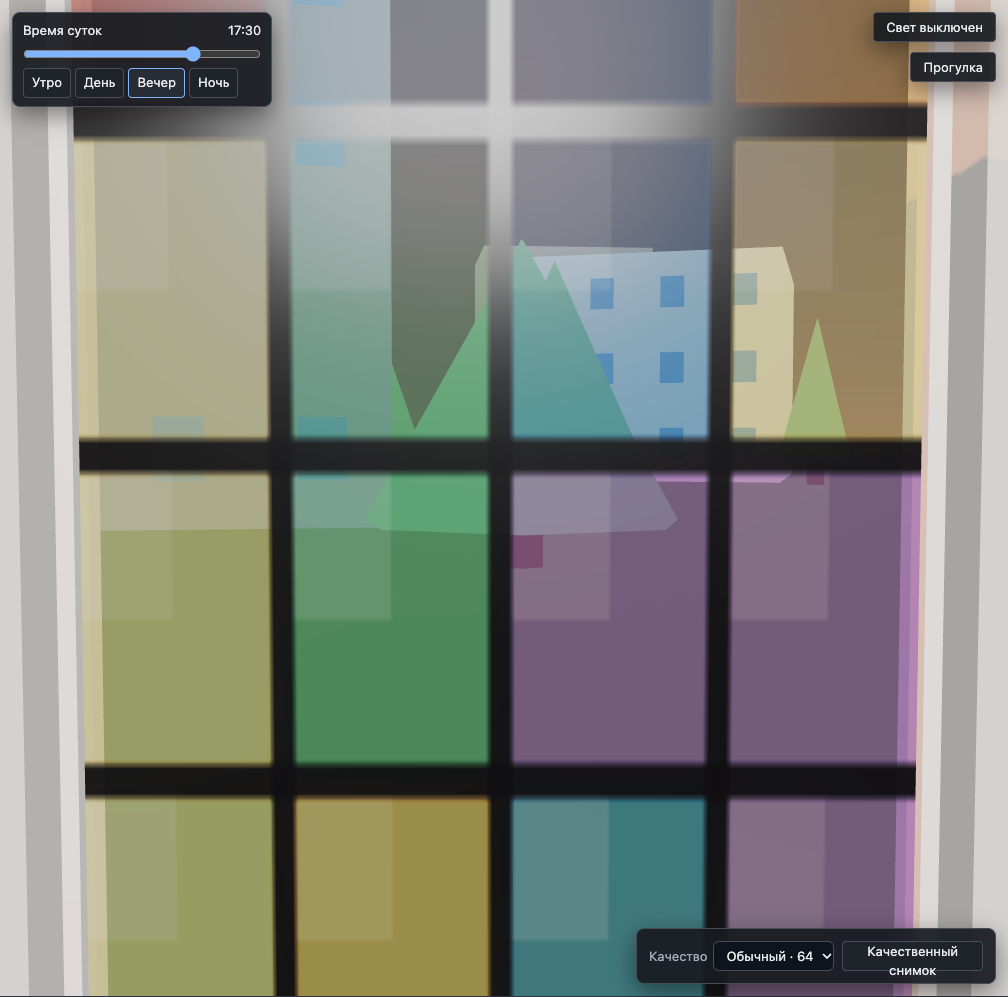 Время суток 17:30
Утро День Вечер Ночь
Свет выключен
Прогулка
Качество Обычный · 64 Качественный
снимок